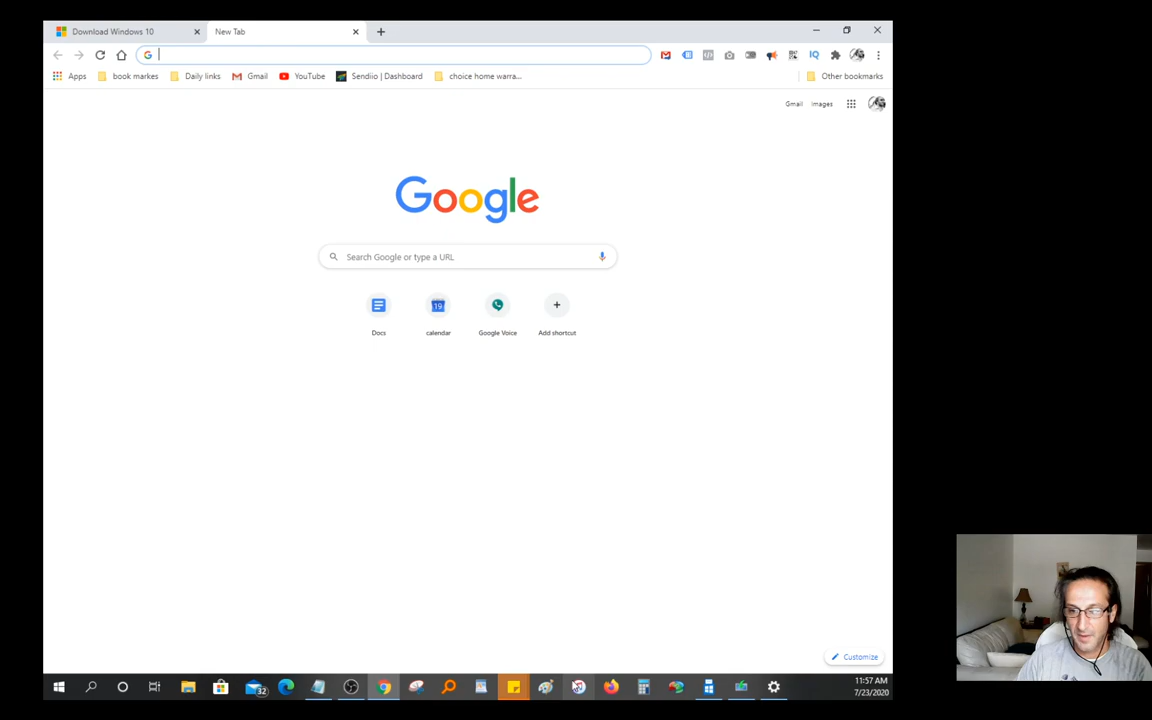 Download Windows 10
New Tab
Apps
book markes
Daily links
Gmail
YouTube
Sendiio | Dashboard
choice home warra...
Other bookmarks
Gmail
Images
Google
Search Google or type a URL
19
Docs
calendar
Google Voice
Add shortcut
Customize
32
11:57 AM
7/23/2020